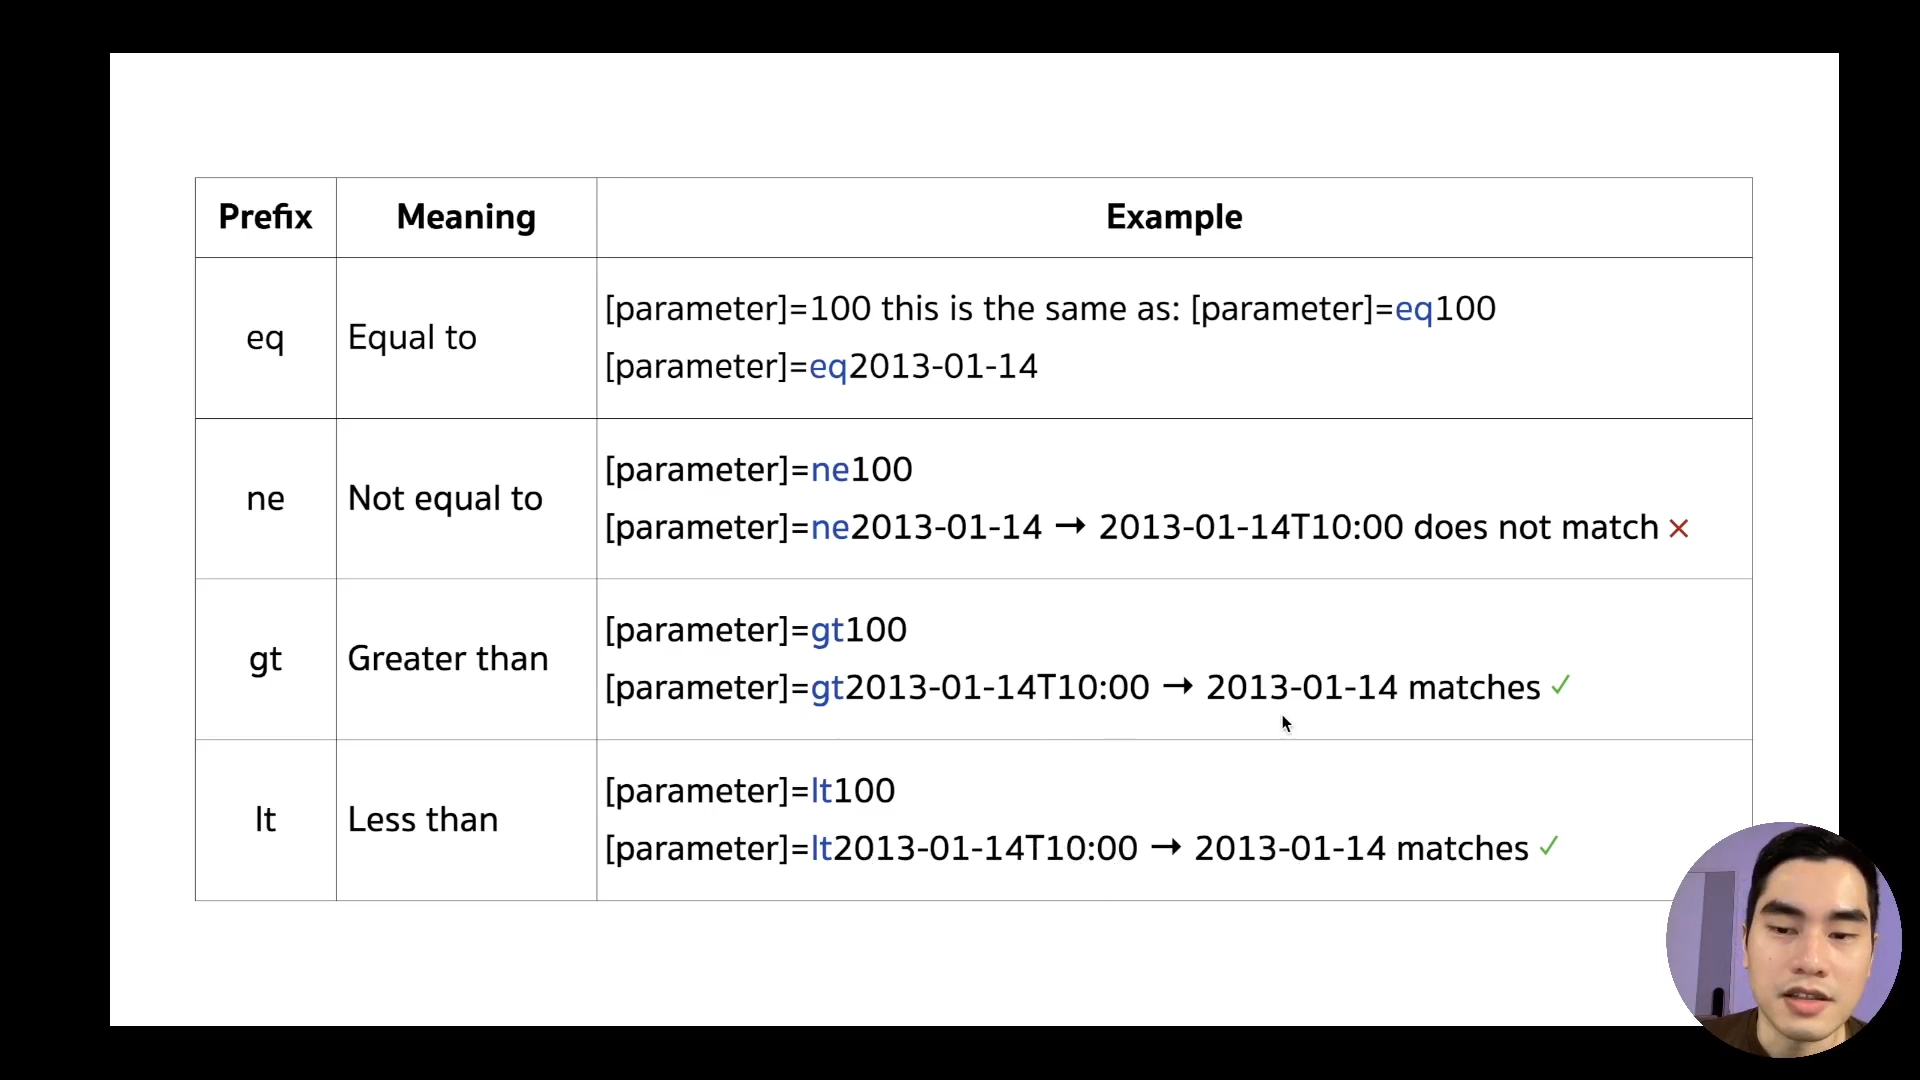 Prefix Meaning Example
eq Equal to
[parameter]=100 this is the same as: [parameter]=eq100
[parameter]=eq2013-01-14
ne Not equal to
[parameter]=ne100
[parameter]=ne2013-01-14 → 2013-01-14T10:00 does not match ×
gt Greater than
[parameter]=gt100
[parameter]=gt2013-01-14T10:00 → 2013-01-14 matches ✓
lt Less than
[parameter]=lt100
[parameter]=lt2013-01-14T10:00 → 2013-01-14 matches ✓